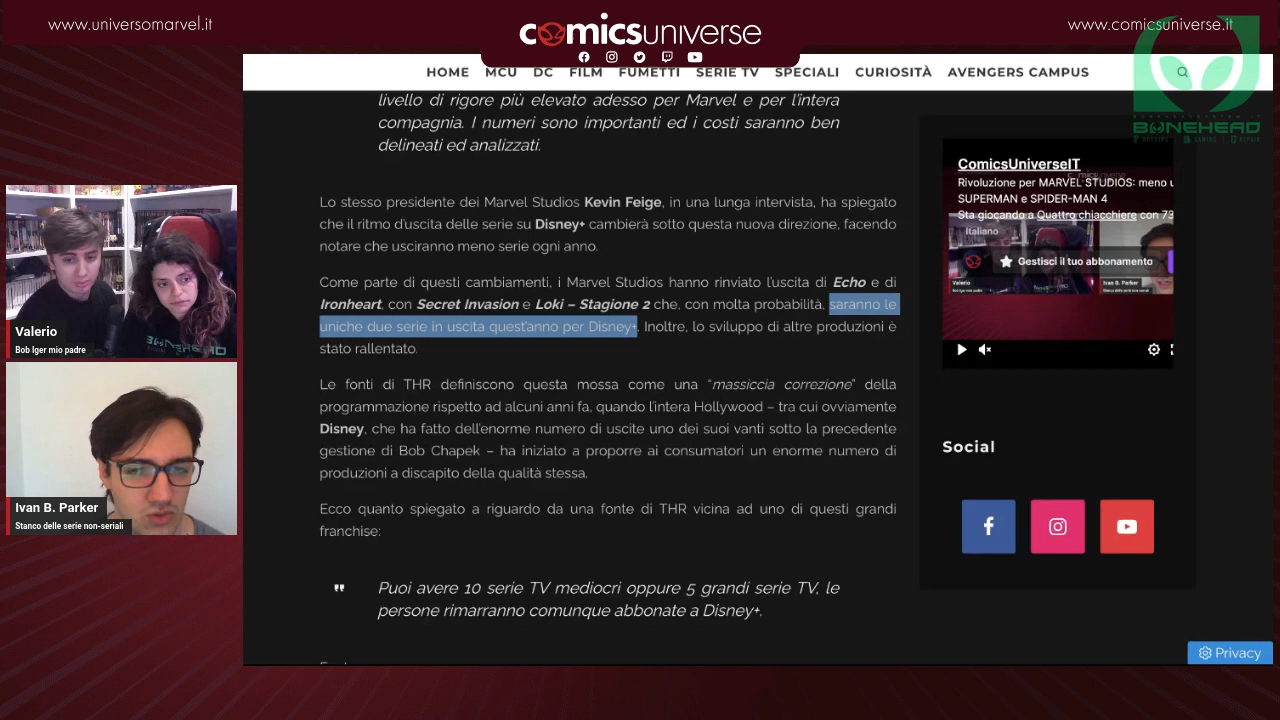 www.universomarvel.it
comicsuniverse
www.comicsuniverse.it
HOME MCU DC FILM FUMETTI SERIE TV SPECIALI CURIOSITÀ AVENGERS CAMPUS
BONEHEAD
livello di rigore più elevato adesso per Marvel e per l'intera
compagnia. I numeri sono importanti ed i costi saranno ben
delineati ed analizzati.
Lo stesso presidente dei Marvel Studios Kevin Feige, in una lunga intervista, ha spiegato
che il ritmo d'uscita delle serie su Disney+ cambierà sotto questa nuova direzione, facendo
notare che usciranno meno serie ogni anno.
Come parte di questi cambiamenti, i Marvel Studios hanno rinviato l'uscita di Echo e di
Ironheart, con Secret Invasion e Loki – Stagione 2 che, con molta probabilità, saranno le
uniche due serie in uscita quest'anno per Disney+. Inoltre, lo sviluppo di altre produzioni è
stato rallentato.
Le fonti di THR definiscono questa mossa come una “massiccia correzione” della
programmazione rispetto ad alcuni anni fa, quando l'intera Hollywood – tra cui ovviamente
Disney, che ha fatto dell'enorme numero di uscite uno dei suoi vanti sotto la precedente
gestione di Bob Chapek – ha iniziato a proporre ai consumatori un enorme numero di
produzioni a discapito della qualità stessa.
Ecco quanto spiegato a riguardo da una fonte di THR vicina ad uno di questi grandi
franchise:
" Puoi avere 10 serie TV mediocri oppure 5 grandi serie TV, le
persone rimarranno comunque abbonate a Disney+.
ComicsUniverseIT
Rivoluzione per MARVEL STUDIOS: meno
SUPERMAN e SPIDER-MAN 4
Sta giocando a Quattro chiacchiere con 73
Italiano
Gestisci il tuo abbonamento
Valerio
Ivan B. Parker
Social
Privacy
Valerio
Bob Iger mio padre
BONEHEAD
Ivan B. Parker
Stanco delle serie non-seriali